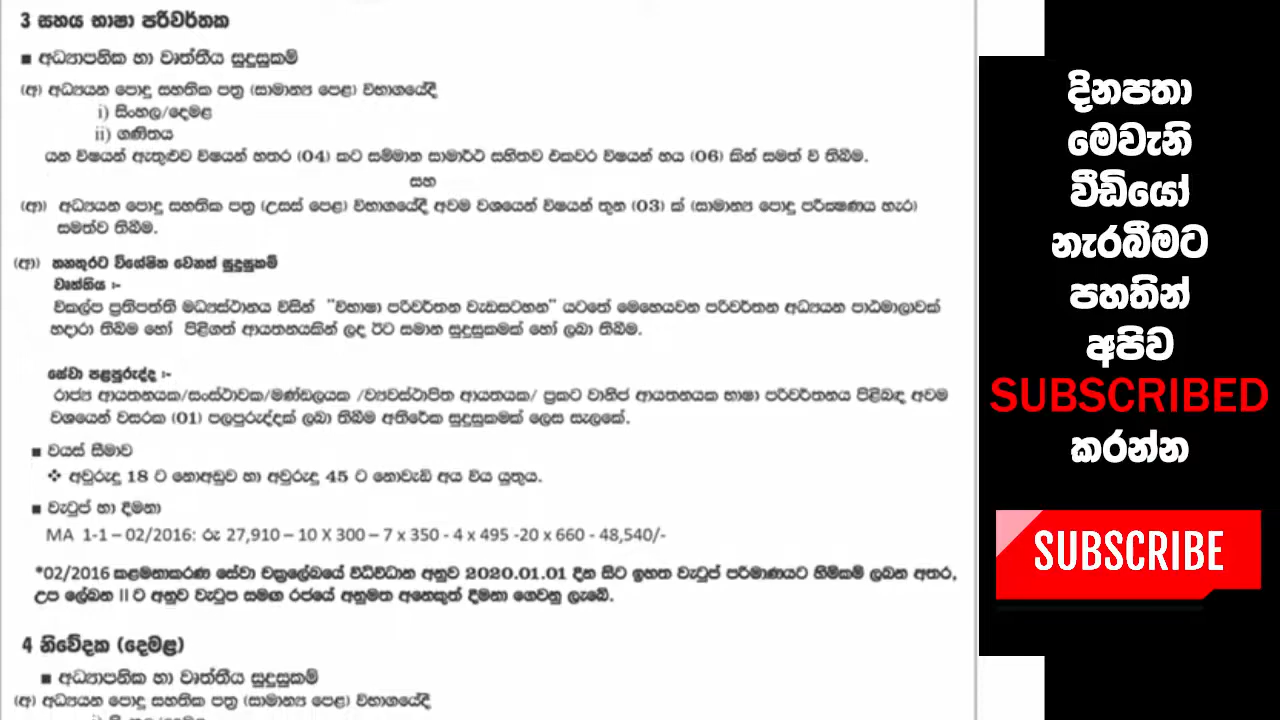 3 සහය භාෂා පරිවර්තක
■ අධ්‍යාපනික හා වෘත්තීය සුදුසුකම්
(අ) අධ්‍යයන පොදු සහතික පත්‍ර (සාමාන්‍ය පෙළ) විභාගයේදී
i) සිංහල/දෙමළ
ii) ගණිතය
යන විෂයන් ඇතුළුව විෂයන් හතර (04) කට සම්මාන සාමාර්ථ සහිතව එකවර විෂයන් හය (06) කින් සමත් වී තිබීම.
සහ
(ආ) අධ්‍යයන පොදු සහතික පත්‍ර (උසස් පෙළ) විභාගයේදී අවම වශයෙන් විෂයන් තුන (03) ක් (සාමාන්‍ය පොදු පරීක්ෂණය හැර)
සමත්ව තිබීම.
(ආ) තනතුරට විශේෂිත වෙනත් සුදුසුකම්
වෘත්තිය :-
විකල්ප ප්‍රතිපත්ති මධ්‍යස්ථානය විසින් "විභාෂා පරිවර්තන වැඩසටහන" යටතේ මෙහෙයවන පරිවර්තන අධ්‍යයන පාඨමාලාවක්
හදාරා තිබීම හෝ පිළිගත් ආයතනයකින් ලද ඊට සමාන සුදුසුකමක් හෝ ලබා තිබීම.
සේවා පළපුරුද්ද :-
රාජ්‍ය ආයතනයක/සංස්ථාවක/මණ්ඩලයක /ව්‍යවස්ථාපිත ආයතයක/ ප්‍රකට වානිජ ආයතනයක භාෂා පරිවර්තනය පිළිබඳ අවම
වශයෙන් වසරක (01) පලපුරුද්දක් ලබා තිබීම අතිරේක සුදුසුකමක් ලෙස සැලකේ.
■ වයස් සීමාව
❖ අවුරුදු 18 ට නොඅඩුව හා අවුරුදු 45 ට නොවැඩි අය විය යුතුය.
■ වැටුප් හා දීමනා
MA 1-1 – 02/2016: රු 27,910 – 10 X 300 – 7 x 350 - 4 x 495 -20 x 660 - 48,540/-
*02/2016 කළමනාකරණ සේවා චක්‍රලේඛයේ විධිවිධාන අනුව 2020.01.01 දින සිට ඉහත වැටුප් පරිමාණයට හිමිකම් ලබන අතර,
උප ලේඛන II ට අනුව වැටුප සමඟ රජයේ අනුමත අනෙකුත් දීමනා ගෙවනු ලැබේ.
4 නිවේදක (දෙමළ)
■ අධ්‍යාපනික හා වෘත්තීය සුදුසුකම්
(අ) අධ්‍යයන පොදු සහතික පත්‍ර (සාමාන්‍ය පෙළ) විභාගයේදී
දිනපතා
මෙවැනි
වීඩියෝ
නැරබීමට
පහතින්
අපිව
SUBSCRIBED
කරන්න
SUBSCRIBE